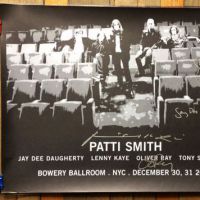 PATTI SMITH
JAY DEE DAUGHERTY LENNY KAYE OLIVER RAY TONY S
BOWERY BALLROOM . NYC . DECEMBER 30, 31 2